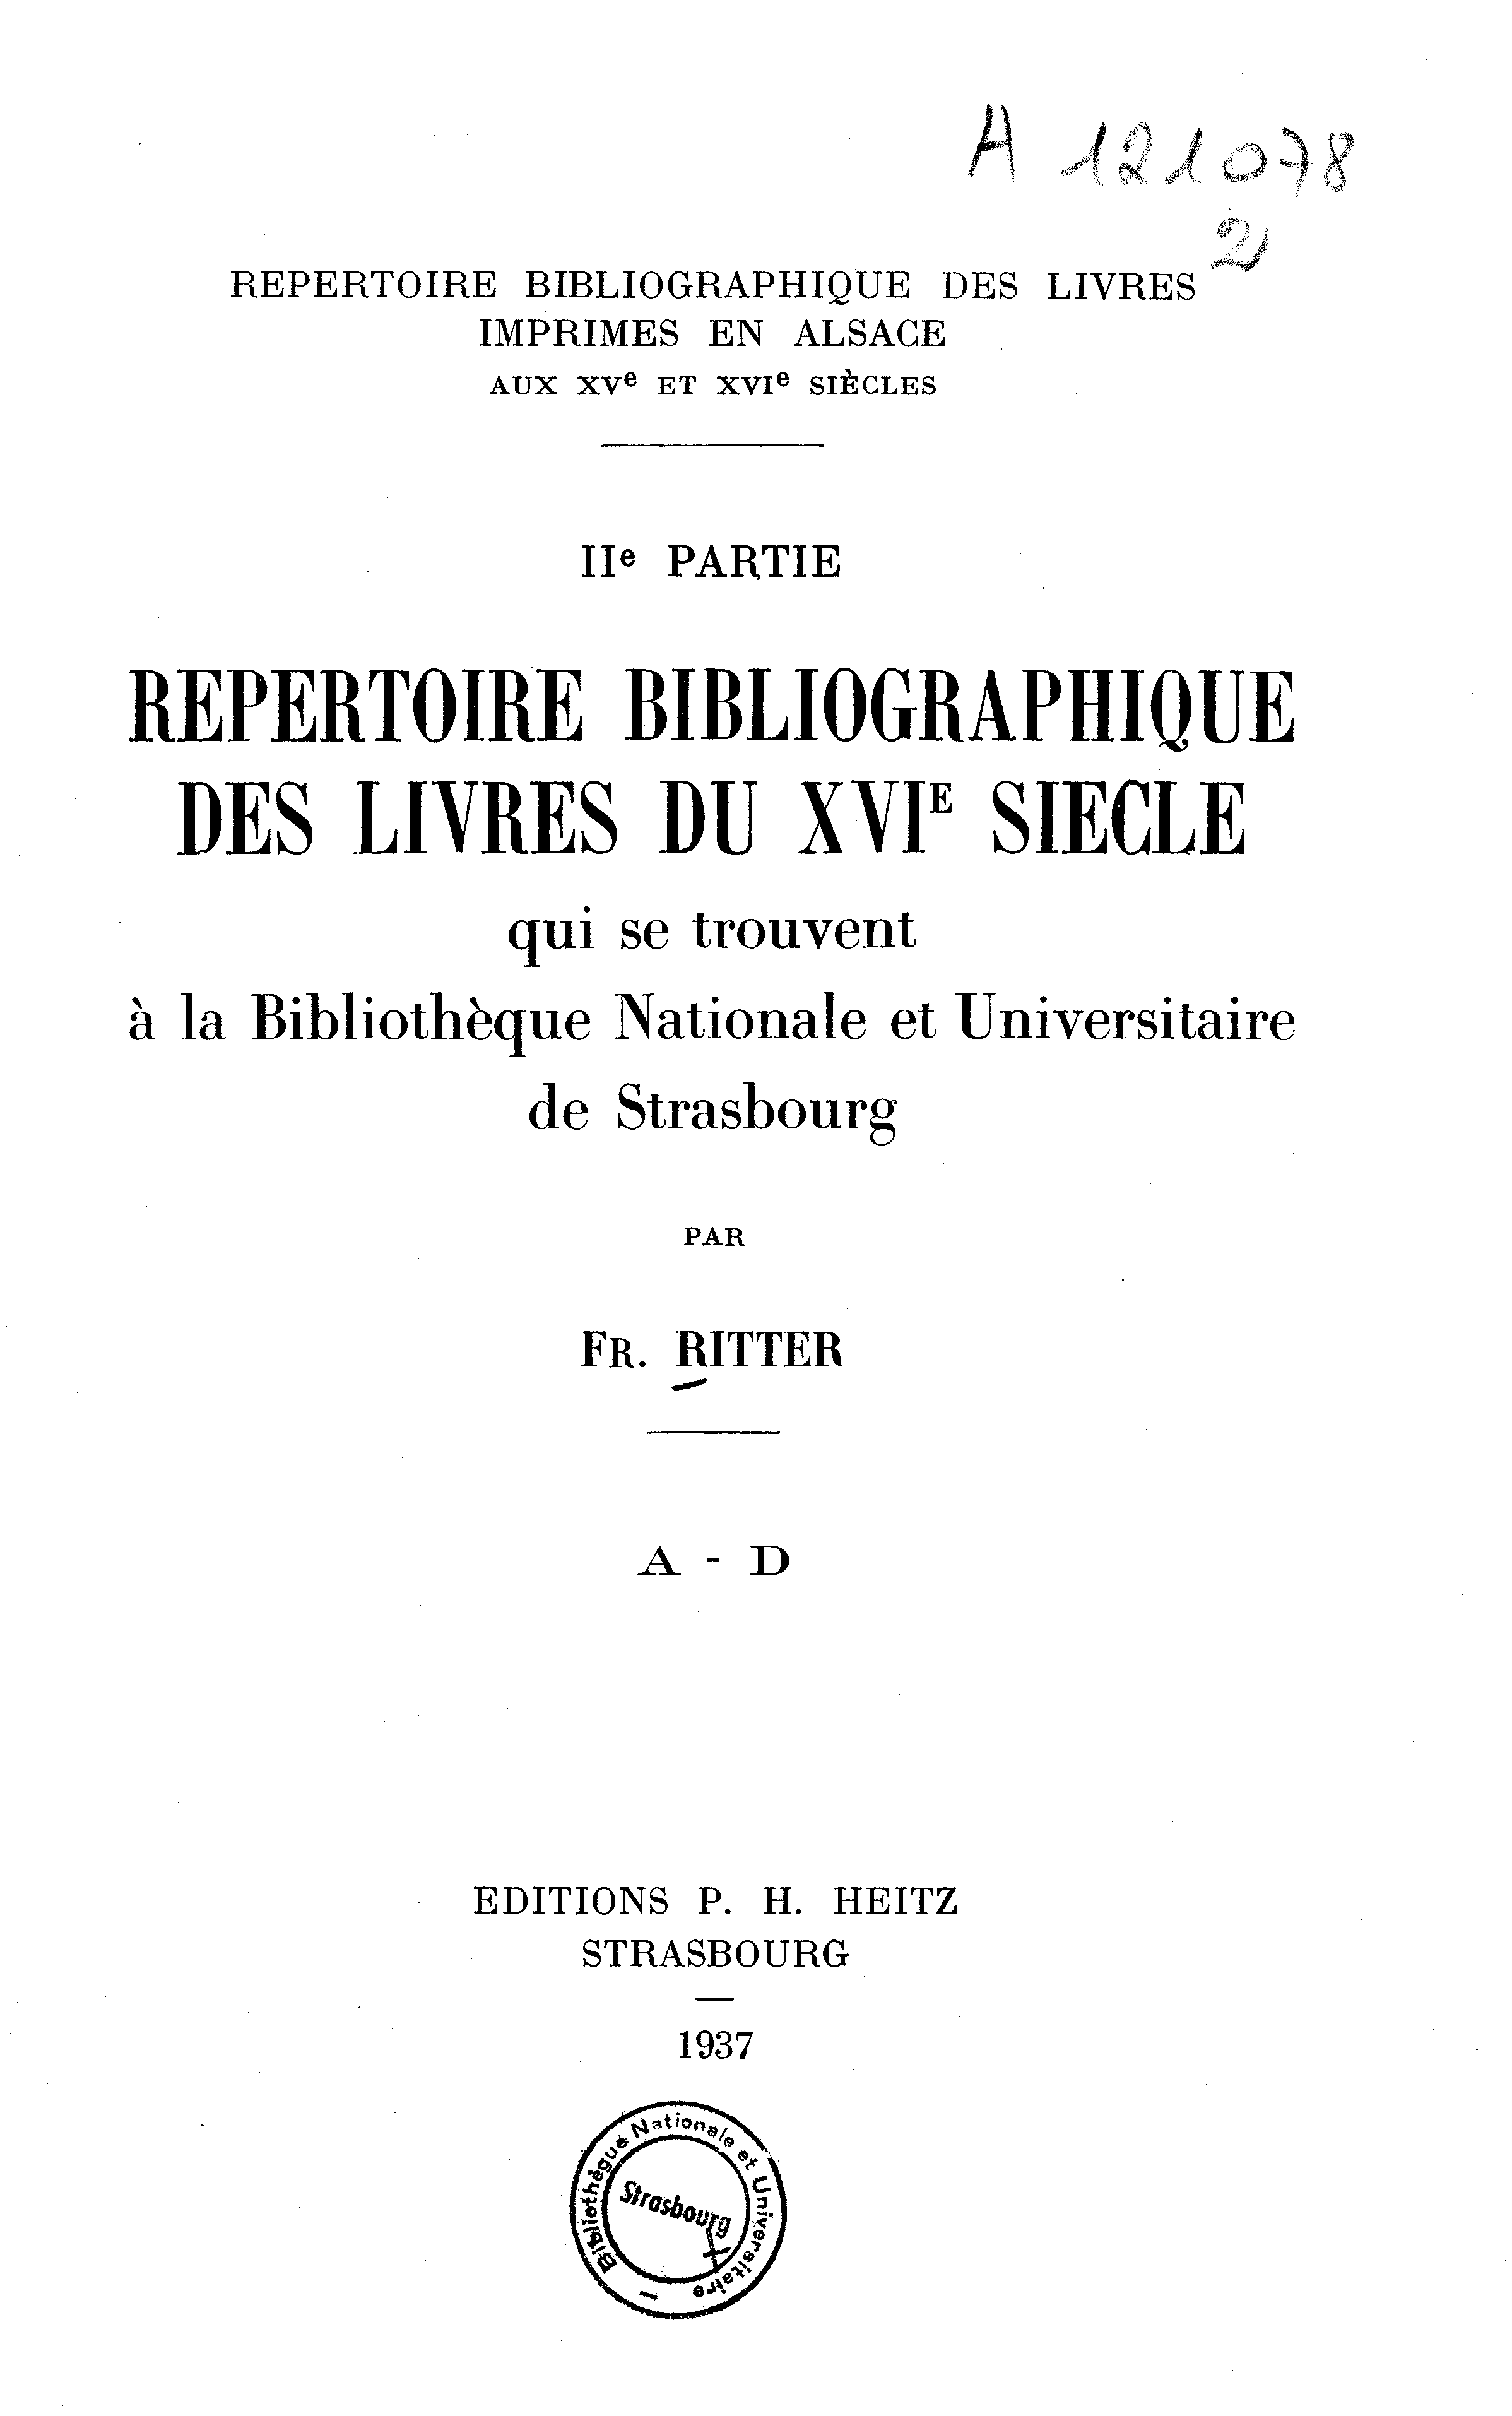 A 121078
2
REPERTOIRE BIBLIOGRAPHIQUE DES LIVRES
IMPRIMES EN ALSACE
AUX XVe ET XVIe SIÈCLES
IIe PARTIE
REPERTOIRE BIBLIOGRAPHIQUE
DES LIVRES DU XVIE SIECLE
qui se trouvent
à la Bibliothèque Nationale et Universitaire
de Strasbourg
PAR
FR. RITTER
A - D
EDITIONS P. H. HEITZ
STRASBOURG
1937
Bibliothèque Nationale et Universitaire
Strasbourg